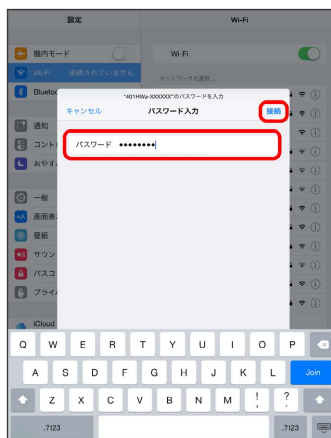 設定
Wi-Fi
機内モード
Wi-Fi
Wi-Fi 接続されていません
ネットワークを選択...
Bluetoo
"401HWa-XXXXXX"のパスワードを入力
キャンセル パスワード入力 接続
通知
コント
パスワード ••••••••
おやす
一般
画面表
壁紙
サウン
パスコ
プライ
iCloud
Q W E R T Y U I O P
A S D F G H J K L Join
Z X C V B N M ! , ? .
.?123 .?123